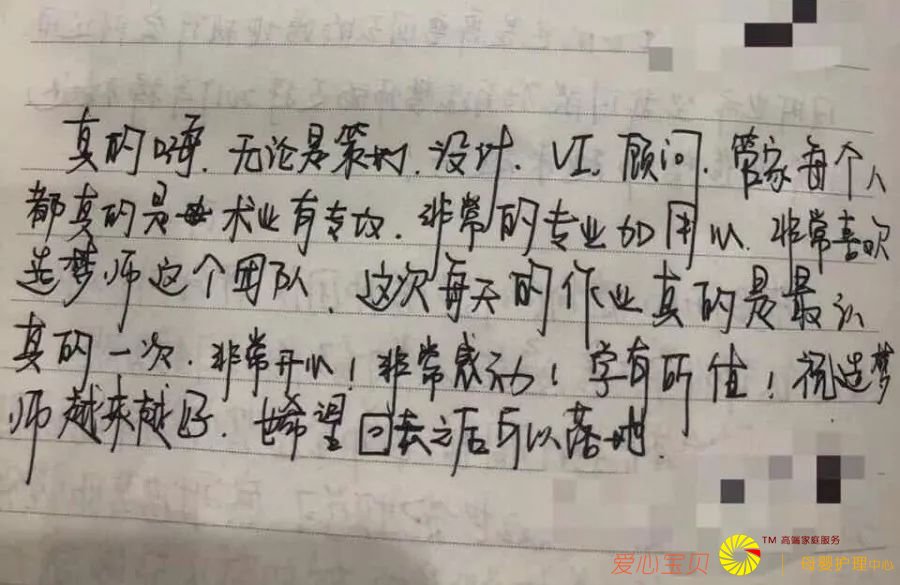 真的嗨.无论是策划.设计.VI.顾问.管家每个人
都真的是术业有专攻.非常的专业加用心.非常喜欢
造梦师这个团队.这次每天的作业真的是最认
真的一次.非常开心!非常感动!学有所值!祝造梦
师越来越好.也希望回去之后可以落地.
爱心宝贝 TM 高端家庭服务
母婴护理中心